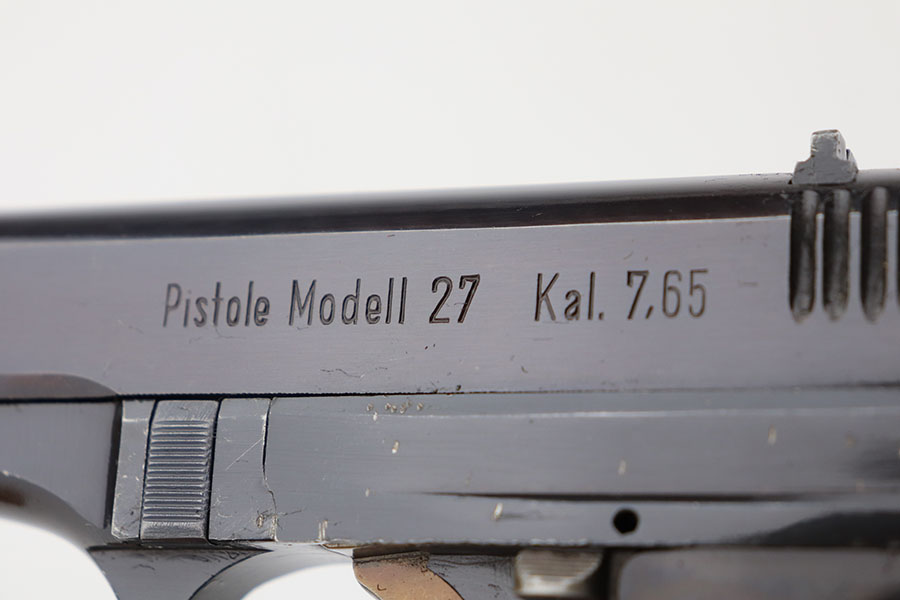 Pistole Modell 27 Kal. 7,65